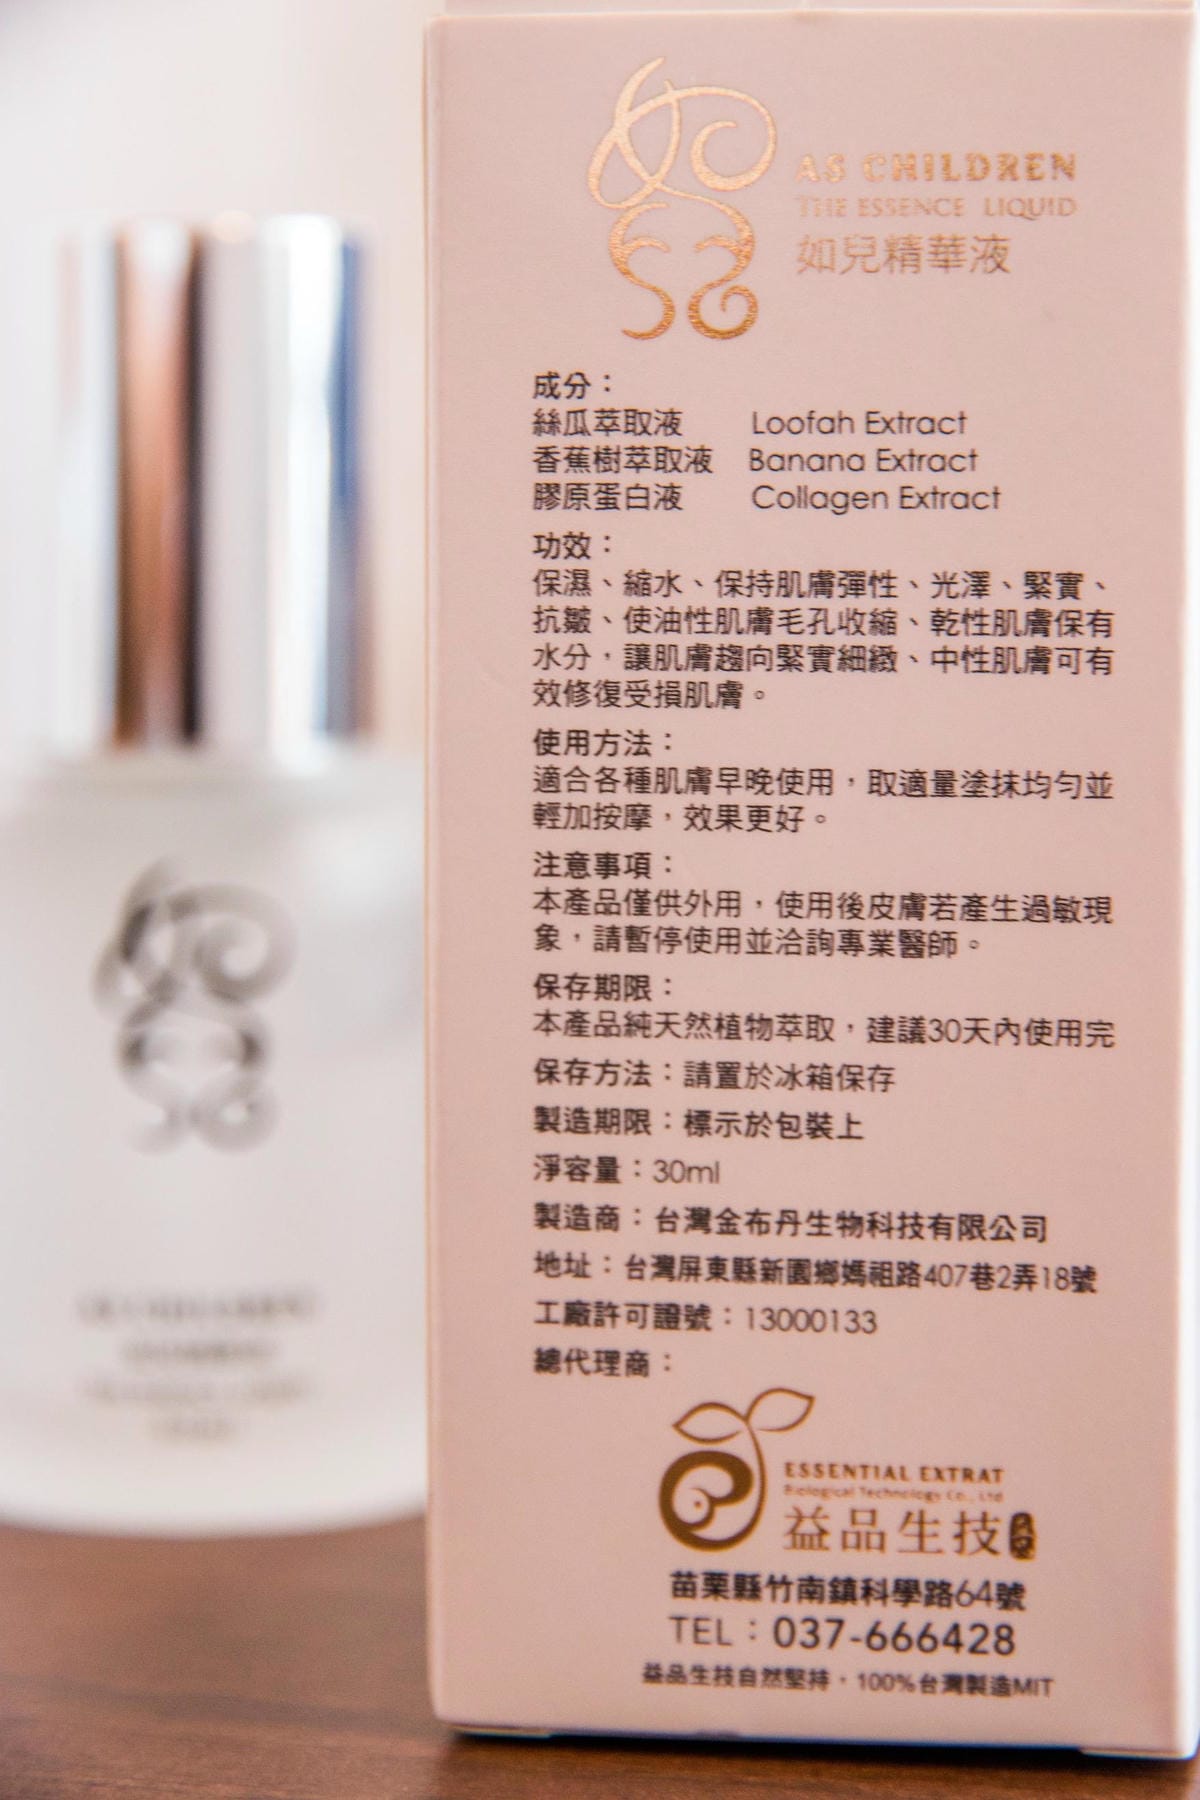 AS CHILDREN
THE ESSENCE LIQUID
如兒精華液
成分：
絲瓜萃取液 Loofah Extract
香蕉樹萃取液 Banana Extract
膠原蛋白液 Collagen Extract
功效：
保濕、縮水、保持肌膚彈性、光澤、緊實、
抗皺、使油性肌膚毛孔收縮、乾性肌膚保有
水分，讓肌膚趨向緊實細緻、中性肌膚可有
效修復受損肌膚。
使用方法：
適合各種肌膚早晚使用，取適量塗抹均勻並
輕加按摩，效果更好。
注意事項：
本產品僅供外用，使用後皮膚若產生過敏現
象，請暫停使用並洽詢專業醫師。
保存期限：
本產品純天然植物萃取，建議30天內使用完
保存方法：請置於冰箱保存
製造期限：標示於包裝上
淨容量：30ml
製造商：台灣金布丹生物科技有限公司
地址：台灣屏東縣新園鄉媽祖路407巷2弄18號
工廠許可證號：13000133
總代理商：
ESSENTIAL EXTRAT
Biological Technology Co., Ltd
益品生技
苗栗縣竹南鎮科學路64號
TEL：037-666428
益品生技自然堅持，100%台灣製造MIT